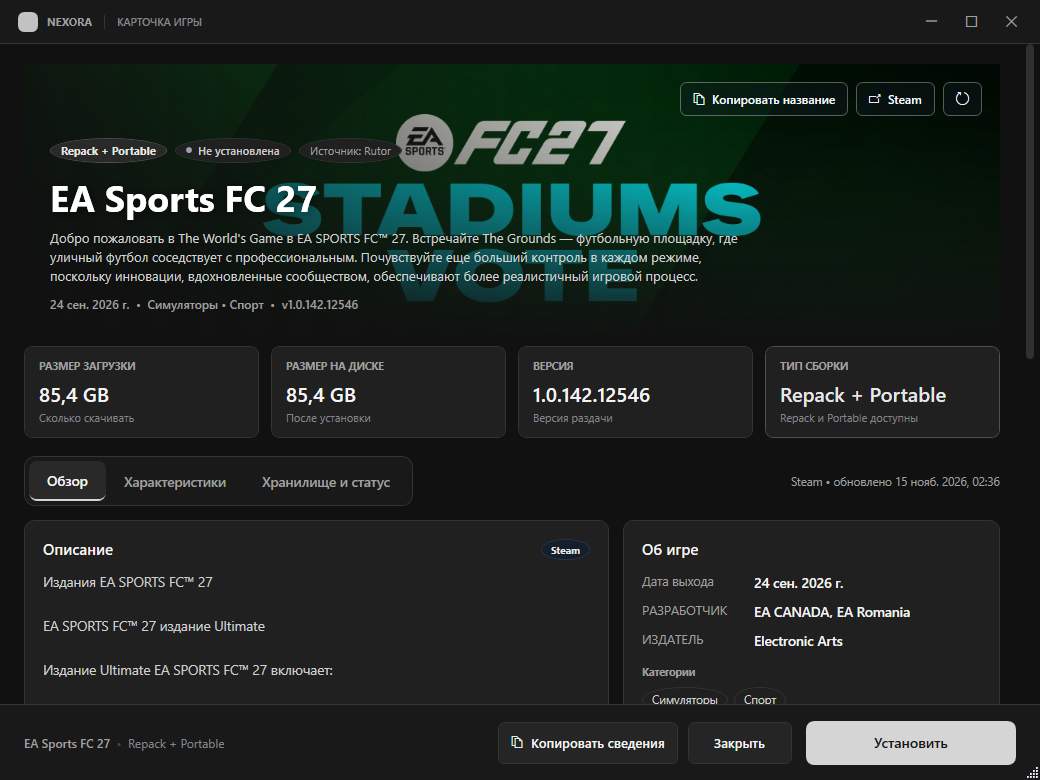 NEXORA КАРТОЧКА ИГРЫ
Копировать название Steam
EA SPORTS FC27
Repack + Portable Не установлена Источник: Rutor
STADIUMS
EA Sports FC 27
VOTE
Добро пожаловать в The World's Game в EA SPORTS FC™ 27. Встречайте The Grounds — футбольную площадку, где
уличный футбол соседствует с профессиональным. Почувствуйте еще больший контроль в каждом режиме,
поскольку инновации, вдохновленные сообществом, обеспечивают более реалистичный игровой процесс.
24 сен. 2026 г. • Симуляторы • Спорт • v1.0.142.12546
РАЗМЕР ЗАГРУЗКИ
85,4 GB
Сколько скачивать
РАЗМЕР НА ДИСКЕ
85,4 GB
После установки
ВЕРСИЯ
1.0.142.12546
Версия раздачи
ТИП СБОРКИ
Repack + Portable
Repack и Portable доступны
Обзор Характеристики Хранилище и статус
Steam • обновлено 15 нояб. 2026, 02:36
Описание Steam
Издания EA SPORTS FC™ 27
EA SPORTS FC™ 27 издание Ultimate
Издание Ultimate EA SPORTS FC™ 27 включает:
Об игре
Дата выхода 24 сен. 2026 г.
РАЗРАБОТЧИК EA CANADA, EA Romania
ИЗДАТЕЛЬ Electronic Arts
Категории
Симуляторы Спорт
EA Sports FC 27 • Repack + Portable
Копировать сведения Закрыть Установить